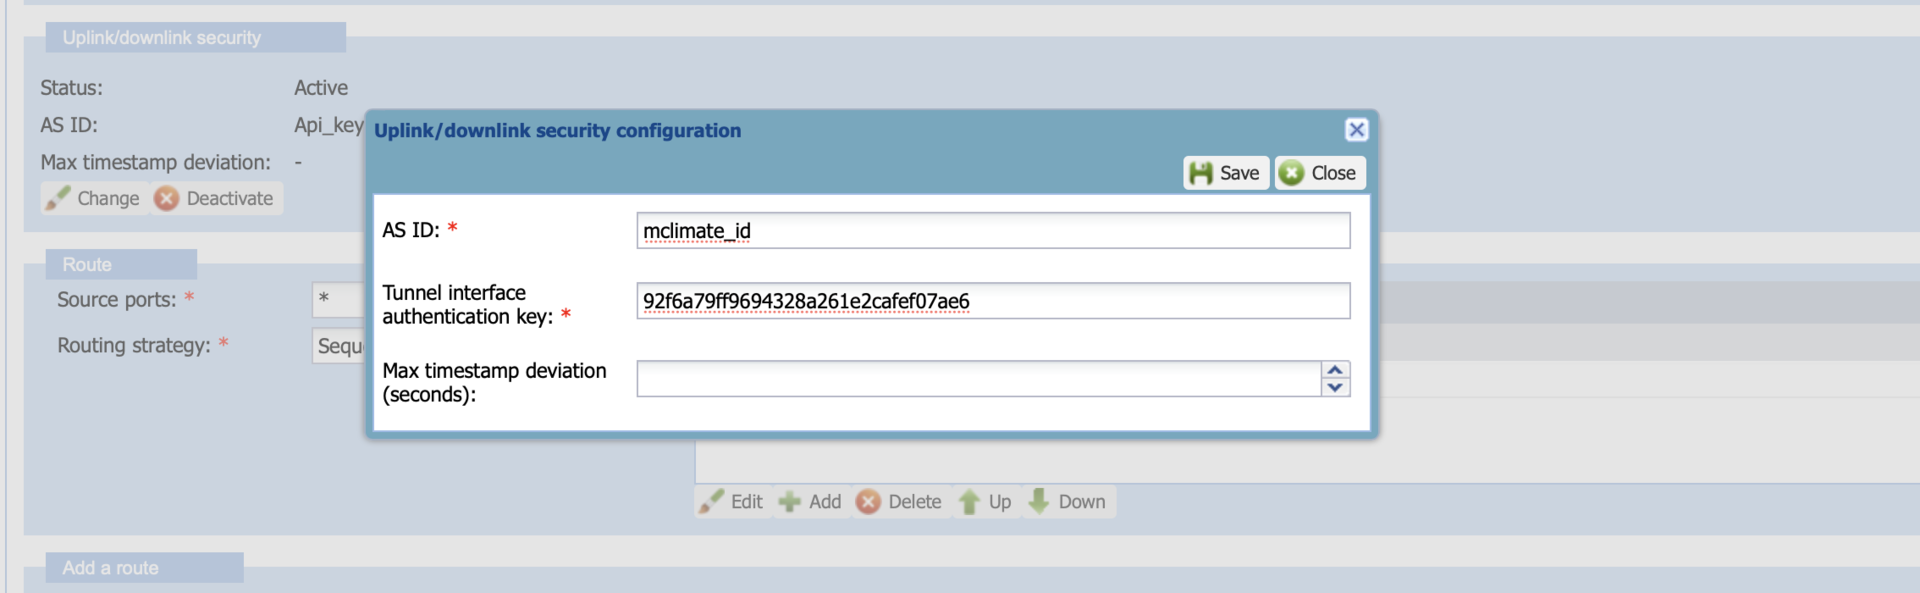 Uplink/downlink security
Status: Active
AS ID: Api_key
Max timestamp deviation: -
Change Deactivate
Uplink/downlink security configuration
Save Close
AS ID: * mclimate_id
Tunnel interface
authentication key: * 92f6a79ff9694328a261e2cafef07ae6
Max timestamp deviation
(seconds):
Route
Source ports: * *
Routing strategy: * Sequ
Edit Add Delete Up Down
Add a route